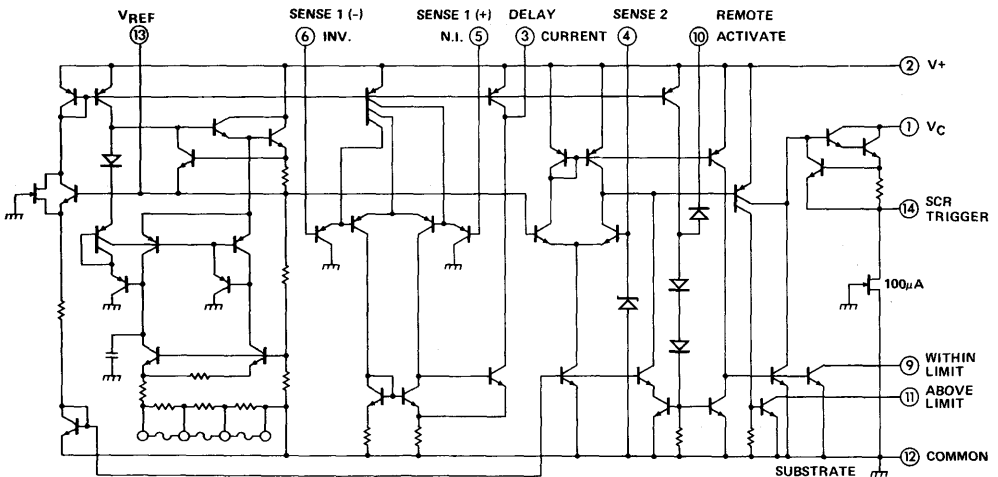 VREF
13
SENSE 1 (-)
6 INV.
SENSE 1 (+)
N.I. 5
DELAY
3 CURRENT
SENSE 2
4
REMOTE
10 ACTIVATE
2 V+
1 VC
14 SCR
TRIGGER
100μA
9 WITHIN
LIMIT
11 ABOVE
LIMIT
12 COMMON
SUBSTRATE